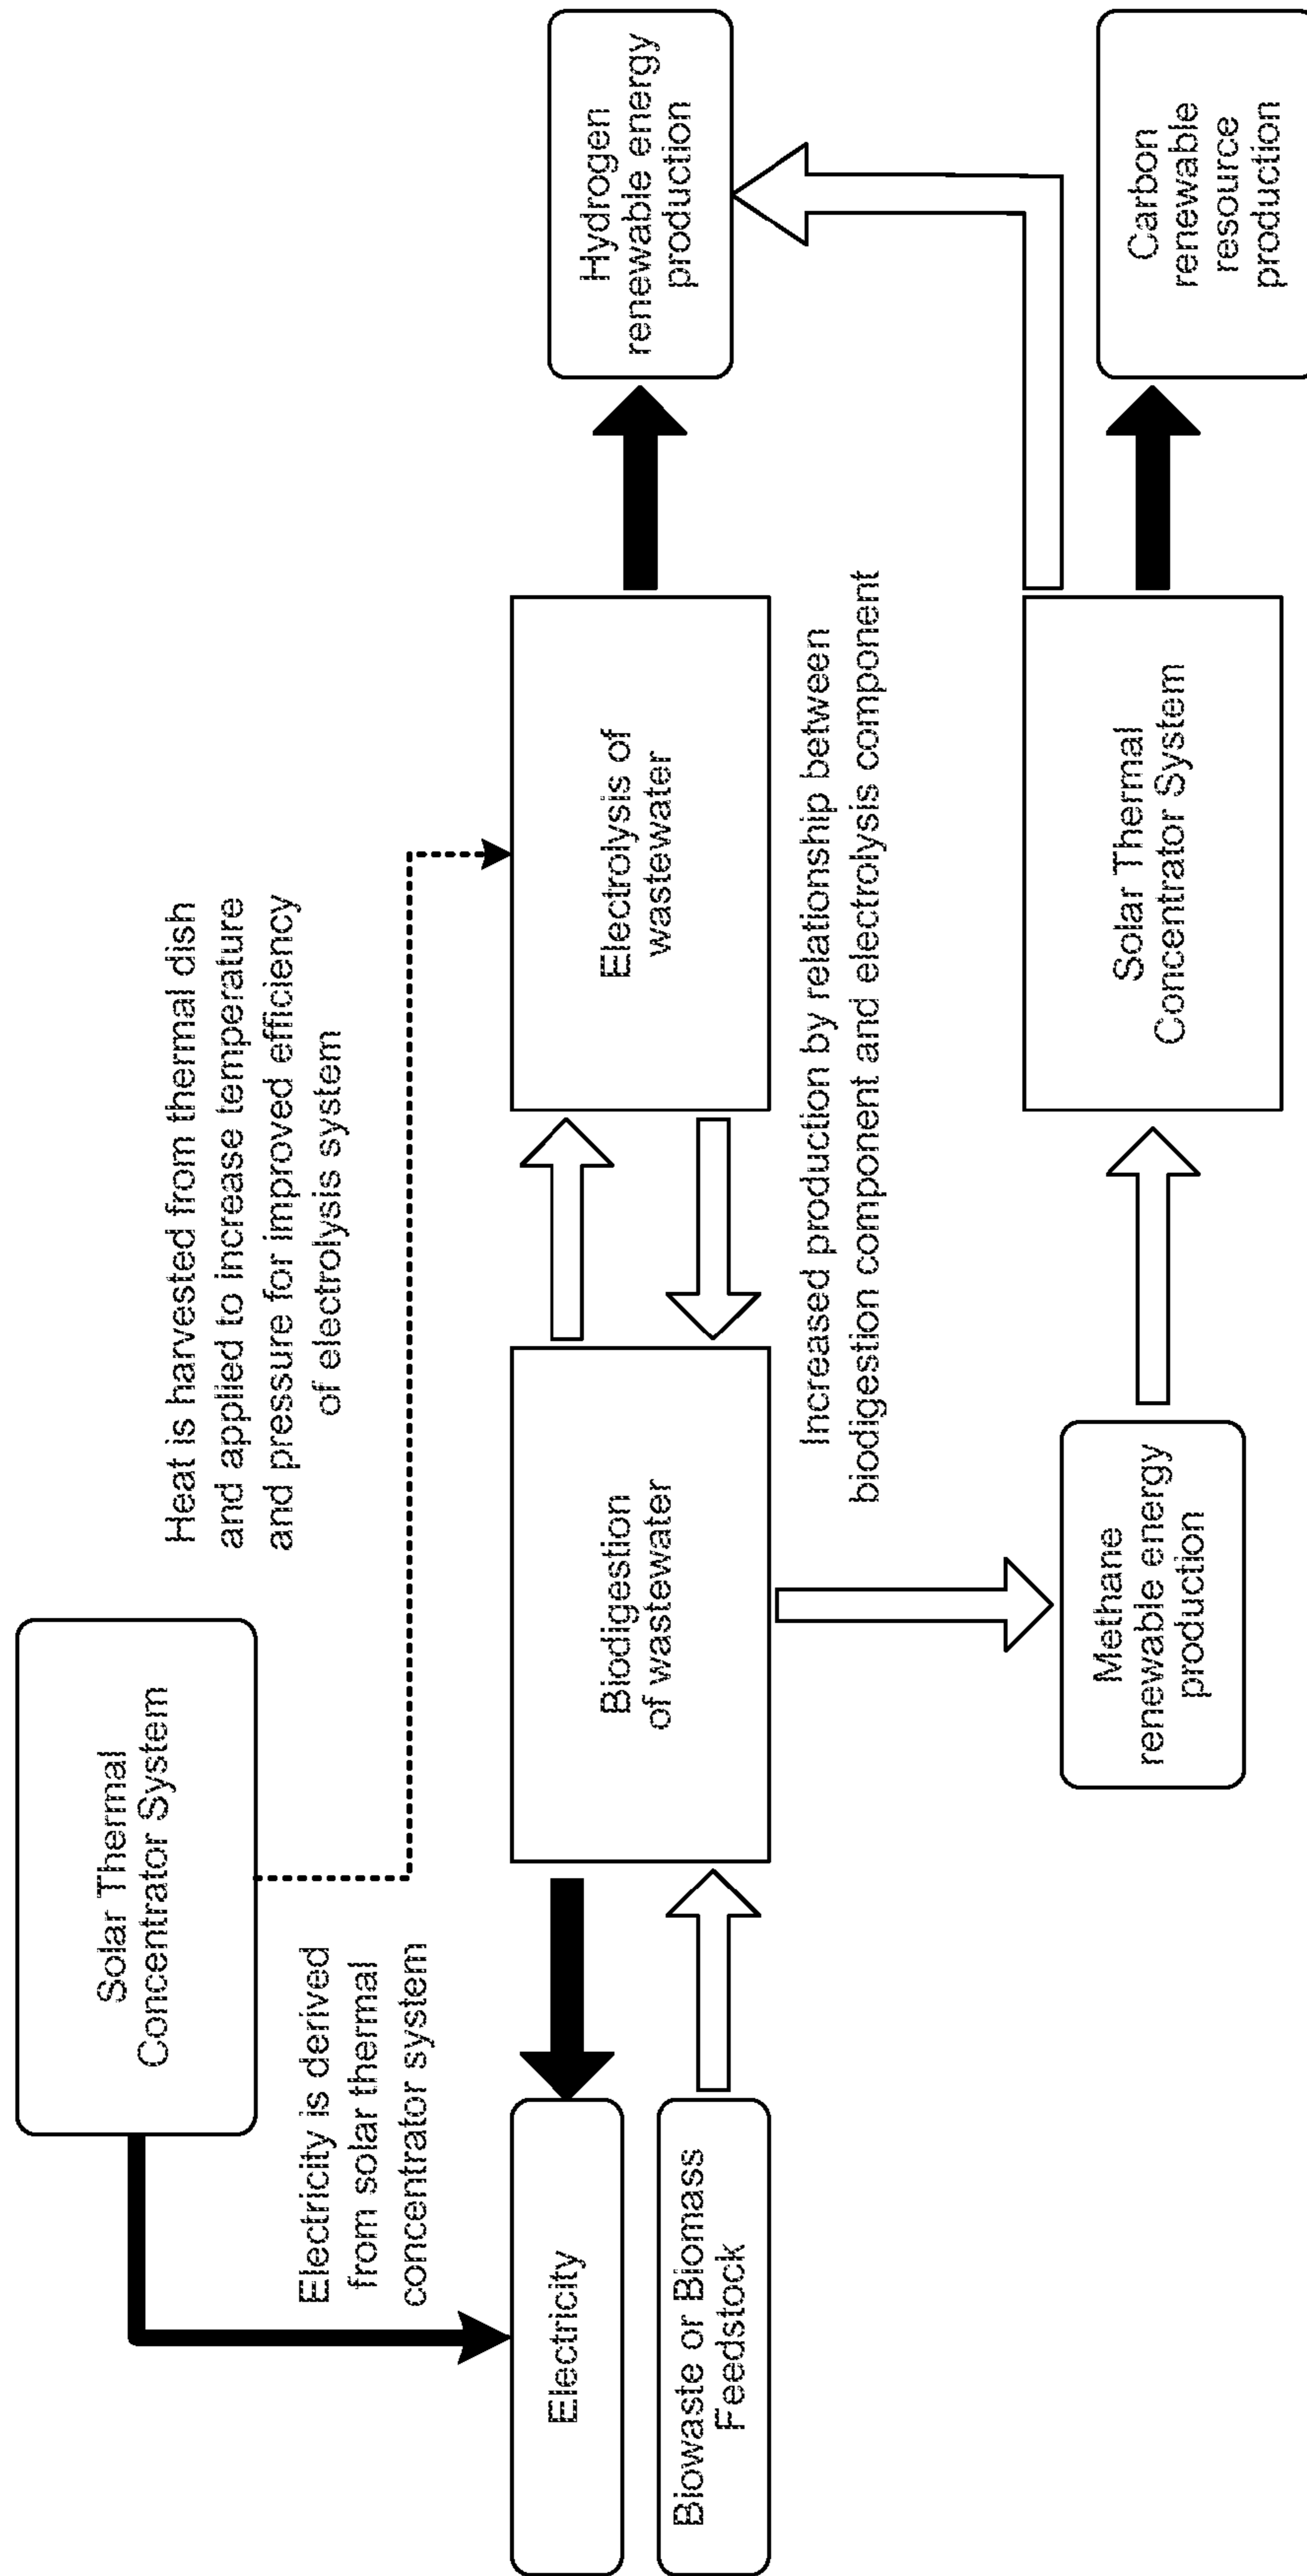 Solar Thermal
Concentrator System
Heat is harvested from thermal dish
and applied to increase temperature
and pressure for improved efficiency
of electrolysis system
Electricity is derived
from solar thermal
concentrator system
Electricity
Biowaste or Biomass
Feedstock
Biodigestion
of wastewater
Electrolysis of
wastewater
Hydrogen
renewable energy
production
Increased production by relationship between
biodigestion component and electrolysis component
Methane
renewable energy
production
Solar Thermal
Concentrator System
Carbon
renewable
resource
production